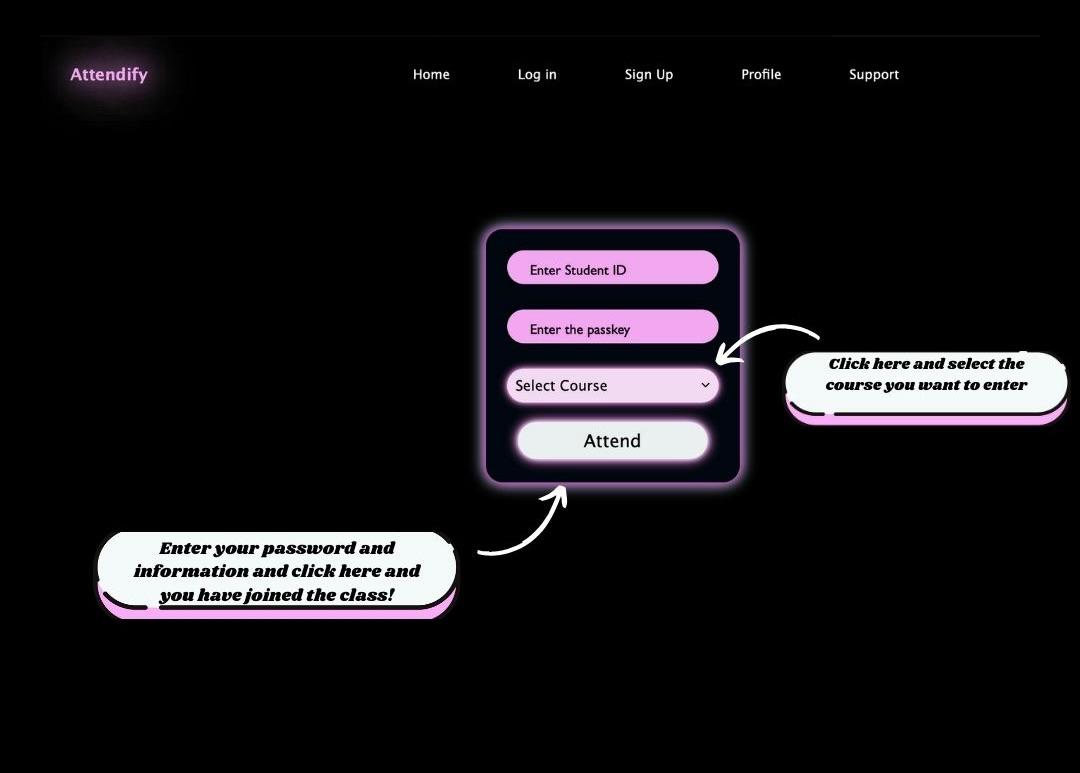 Attendify
Home
Log in
Sign Up
Profile
Support
Enter Student ID
Enter the passkey
Select Course
Attend
Click here and select the
course you want to enter
Enter your password and
information and click here and
you have joined the class!